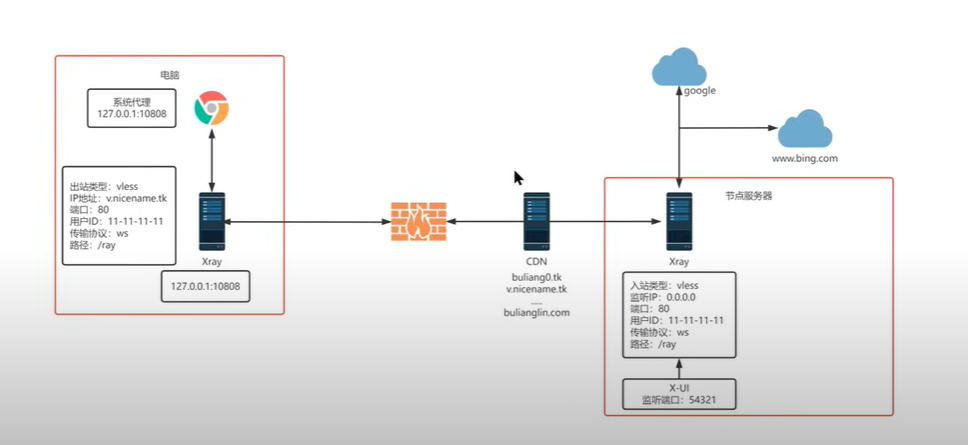 电脑
系统代理
127.0.0.1:10808
出站类型：vless
IP地址：v.nicename.tk
端口：80
用户ID：11-11-11-11
传输协议：ws
路径：/ray
Xray
127.0.0.1:10808
CDN
buliang0.tk
v.nicename.tk
....
bulianglin.com
google
www.bing.com
节点服务器
Xray
入站类型：vless
监听IP：0.0.0.0
端口：80
用户ID：11-11-11-11
传输协议：ws
路径：/ray
X-UI
监听端口：54321